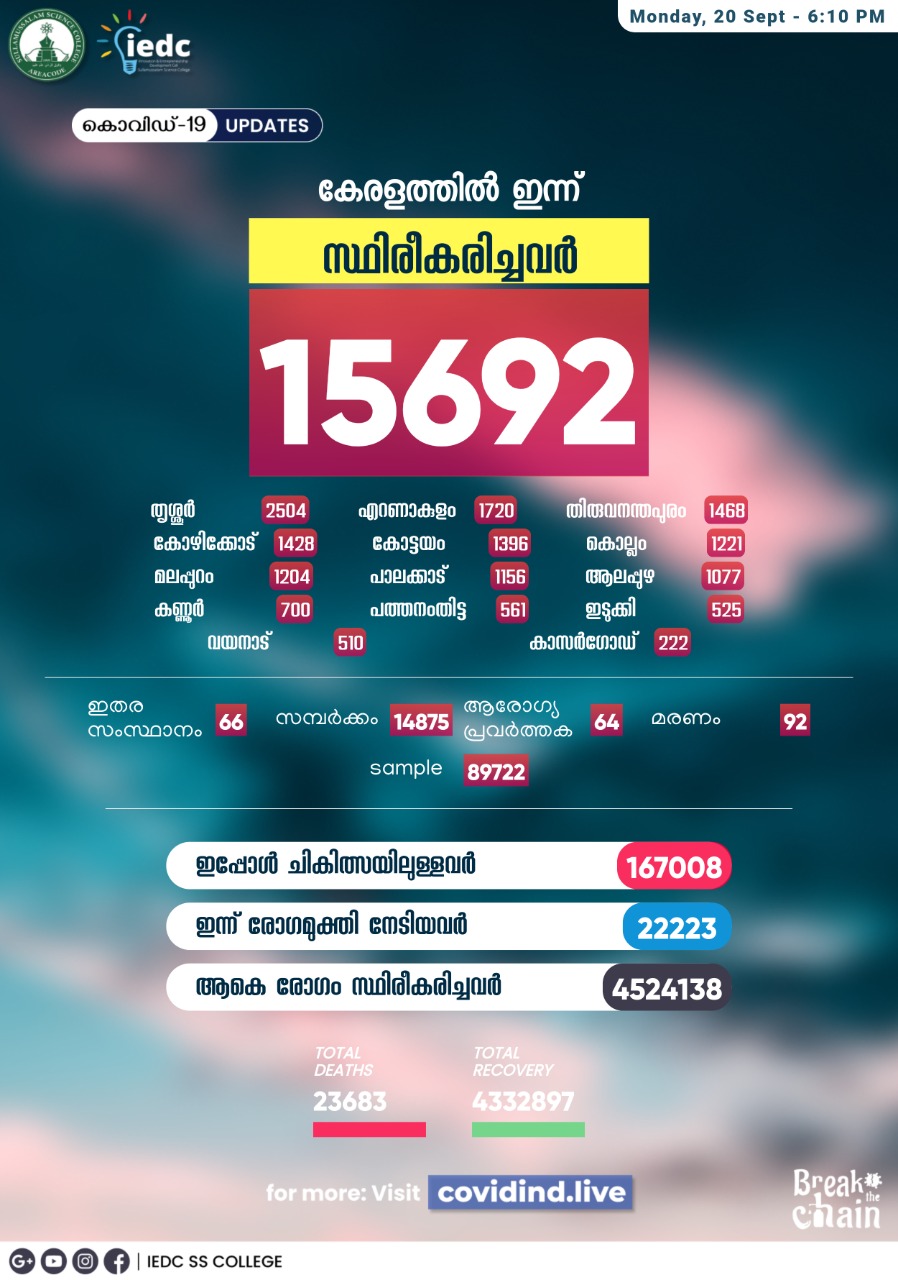 Monday, 20 Sept - 6:10 PM
SULLAMUSSALAM SCIENCE COLLEGE
AREACODE
iedc
കൊവിഡ്-19 UPDATES
കേരളത്തിൽ ഇന്ന്
സ്ഥിരീകരിച്ചവർ
15692
തൃശ്ശൂർ 2504 എറണാകുളം 1720 തിരുവനന്തപുരം 1468
കോഴിക്കോട് 1428 കോട്ടയം 1396 കൊല്ലം 1221
മലപ്പുറം 1204 പാലക്കാട് 1156 ആലപ്പുഴ 1077
കണ്ണൂർ 700 പത്തനംതിട്ട 561 ഇടുക്കി 525
വയനാട് 510 കാസർഗോഡ് 222
ഇതര
സംസ്ഥാനം 66 സമ്പർക്കം 14875 ആരോഗ്യ
പ്രവർത്തക 64 മരണം 92
sample 89722
ഇപ്പോൾ ചികിത്സയിലുള്ളവർ 167008
ഇന്ന് രോഗമുക്തി നേടിയവർ 22223
ആകെ രോഗം സ്ഥിരീകരിച്ചവർ 4524138
TOTAL
DEATHS
23683
TOTAL
RECOVERY
4332897
for more: Visit covidind.live
Break
the
chain
IEDC SS COLLEGE